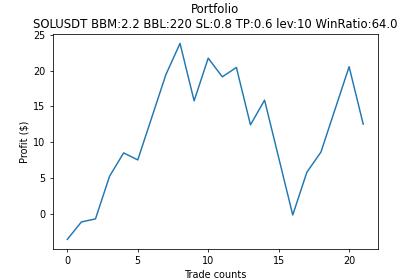 Portfolio
SOLUSDT BBM:2.2 BBL:220 SL:0.8 TP:0.6 lev:10 WinRatio:64.0
25
20
15
10
5
0
Profit ($)
0 5 10 15 20
Trade counts